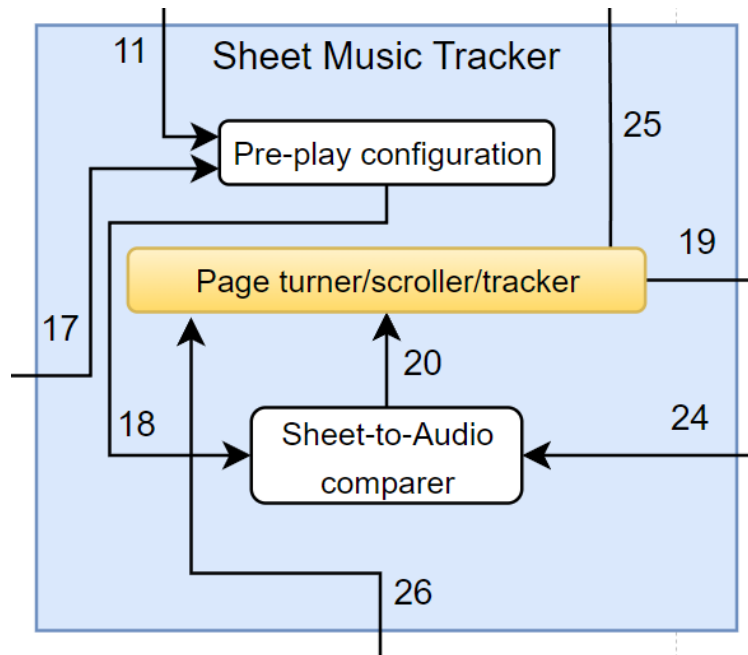 11
Sheet Music Tracker
25
Pre-play configuration
19
Page turner/scroller/tracker
17
20
18
Sheet-to-Audio
comparer
24
26